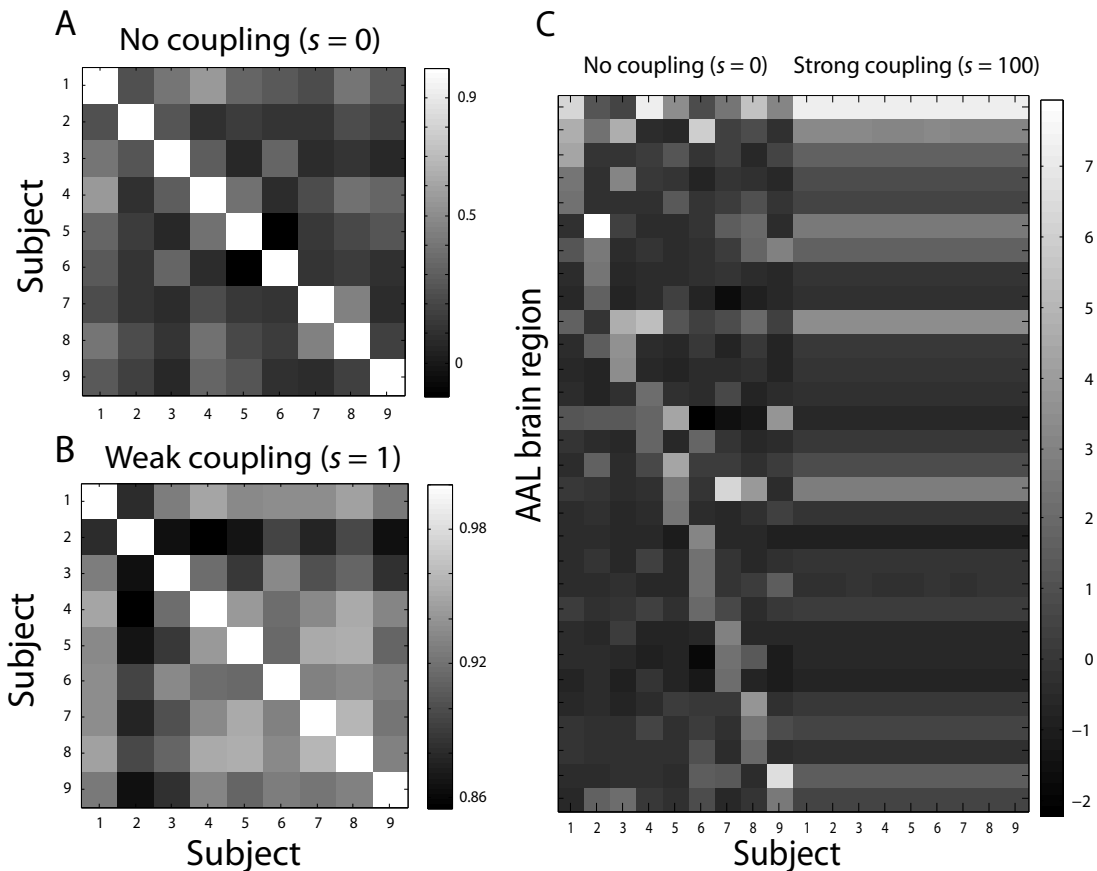 A
No coupling (s = 0)
Subject
1
2
3
4
5
6
7
8
9
1 2 3 4 5 6 7 8 9
0.9
0.5
0
B
Weak coupling (s = 1)
Subject
1
2
3
4
5
6
7
8
9
1 2 3 4 5 6 7 8 9
Subject
0.98
0.92
0.86
C
No coupling (s = 0) Strong coupling (s = 100)
AAL brain region
1 2 3 4 5 6 7 8 9 1 2 3 4 5 6 7 8 9
Subject
7
6
5
4
3
2
1
0
−1
−2